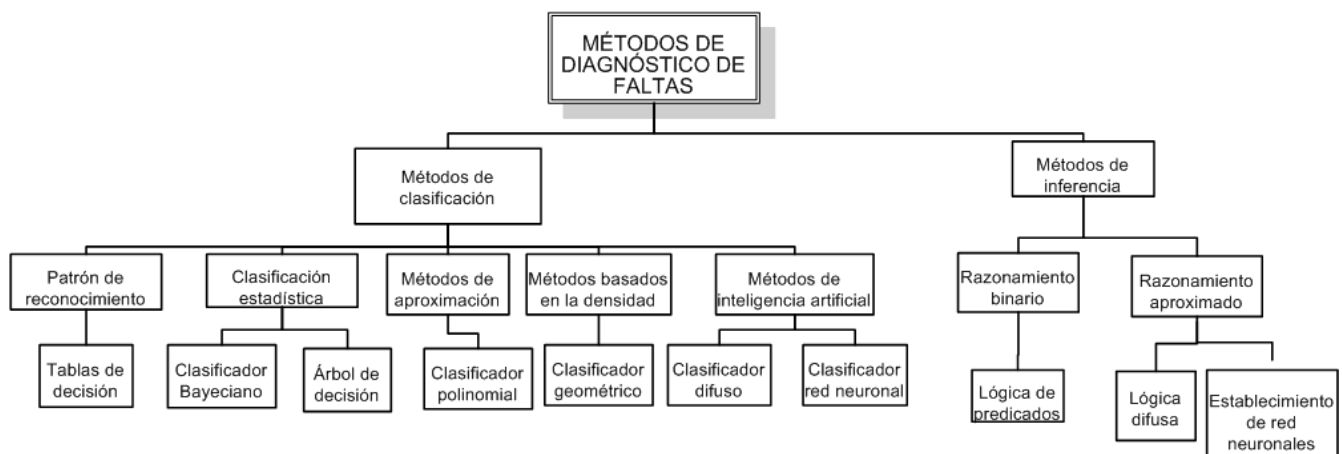 MÉTODOS DE
DIAGNÓSTICO DE
FALTAS
Métodos de
clasificación
Métodos de
inferencia
Patrón de
reconocimiento
Clasificación
estadística
Métodos de
aproximación
Métodos basados
en la densidad
Métodos de
inteligencia artificial
Razonamiento
binario
Razonamiento
aproximado
Tablas de
decisión
Clasificador
Bayeciano
Árbol de
decisión
Clasificador
polinomial
Clasificador
geométrico
Clasificador
difuso
Clasificador
red neuronal
Lógica de
predicados
Lógica
difusa
Establecimiento
de red
neuronales